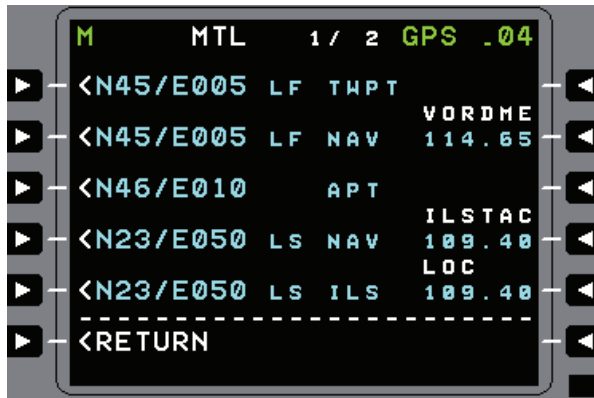 M MTL 1/ 2 GPS .04
<N45/E005 LF TWPT
VORDME
<N45/E005 LF NAV 114.65
<N46/E010 APT
ILSTAC
<N23/E050 LS NAV 109.40
LOC
<N23/E050 LS ILS 109.40
<RETURN